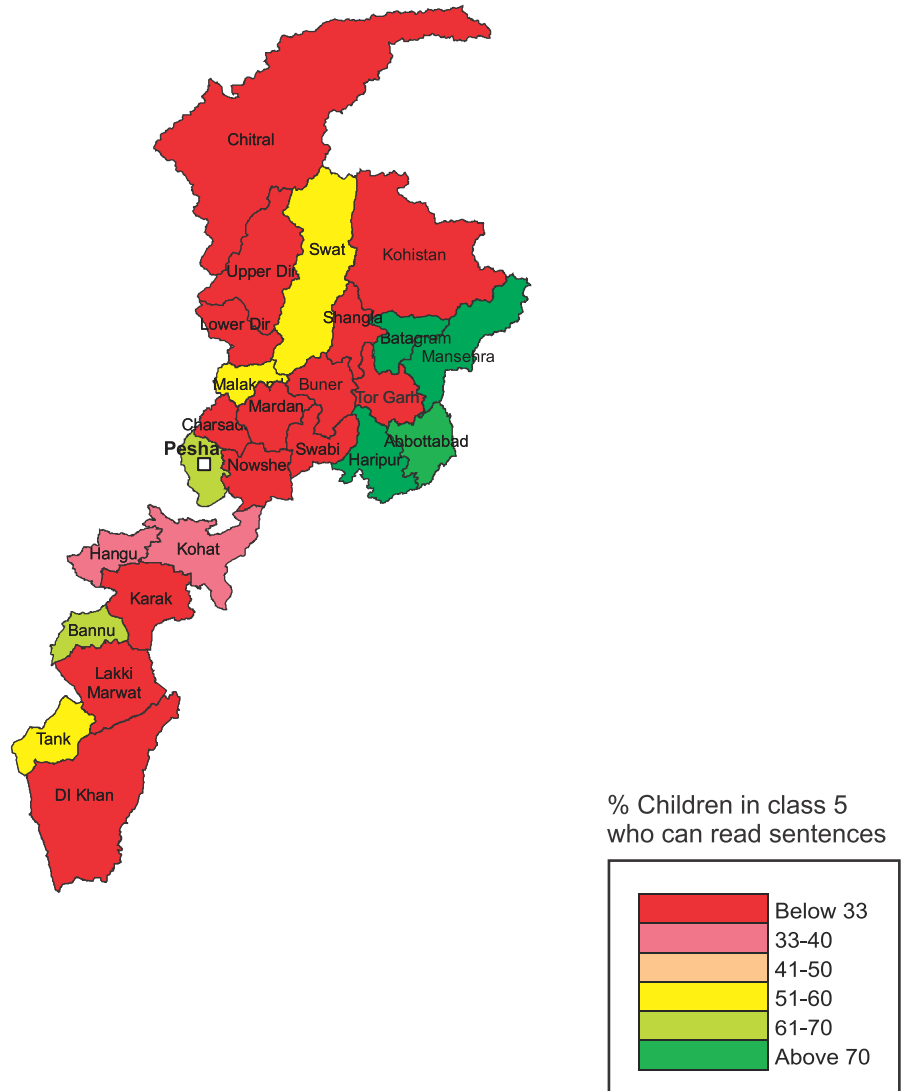 Chitral
Swat
Kohistan
Upper Dir
Shangla
Lower Dir
Batagram
Mansehra
Malakand
Buner
Tor Garh
Mardan
Charsad
Abbottabad
Pesha
Swabi
Haripur
Nowshe
Kohat
Hangu
Karak
Bannu
Lakki
Marwat
Tank
DI Khan
% Children in class 5
who can read sentences
Below 33
33-40
41-50
51-60
61-70
Above 70